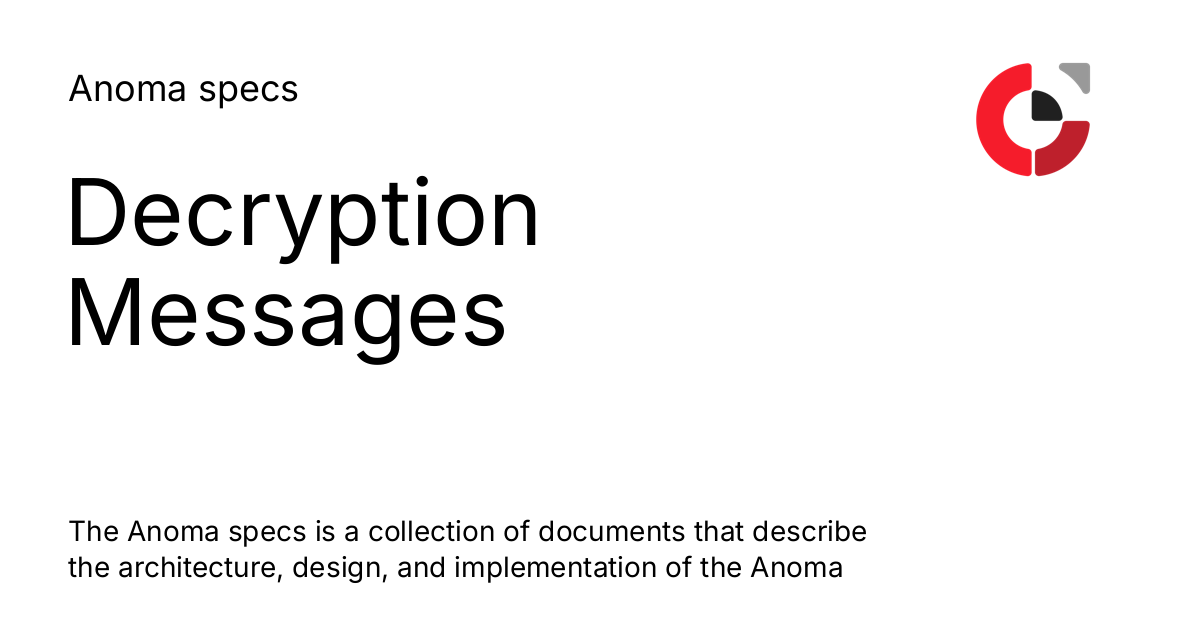 Anoma specs
Decryption
Messages
The Anoma specs is a collection of documents that describe
the architecture, design, and implementation of the Anoma